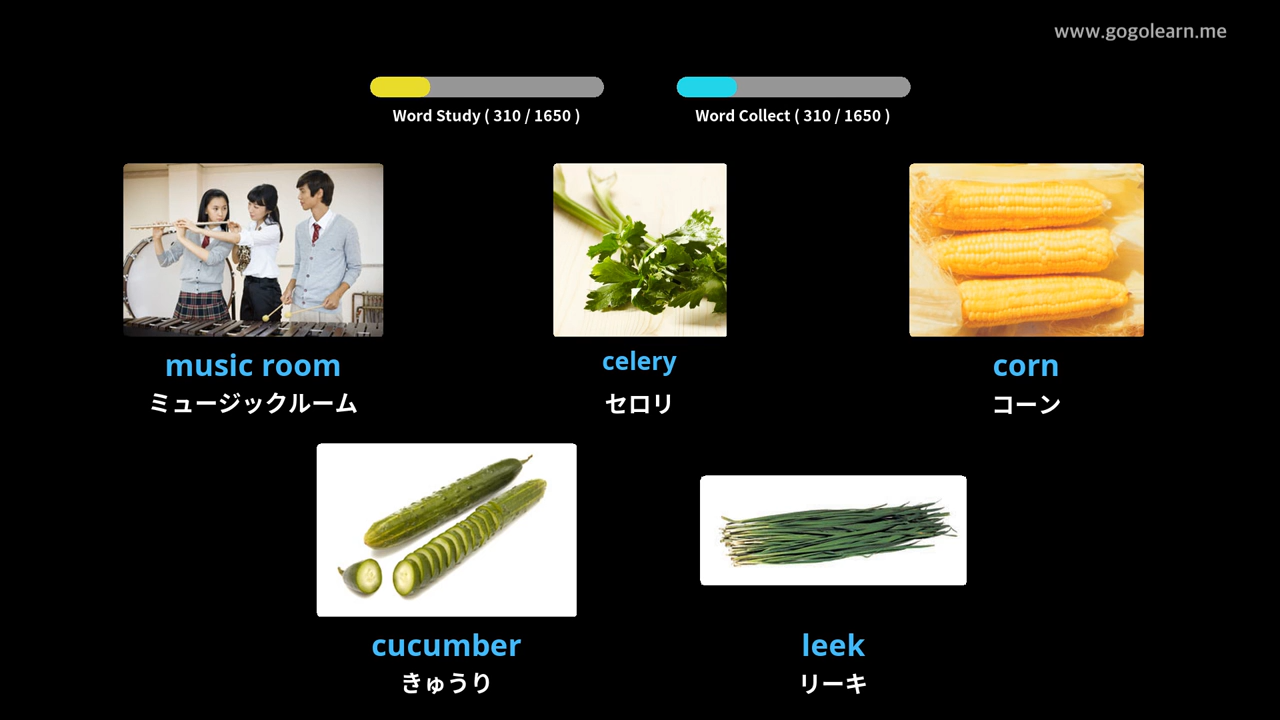 www.gogolearn.me
Word Study ( 310 / 1650 )
Word Collect ( 310 / 1650 )
music room
ミュージックルーム
celery
セロリ
corn
コーン
cucumber
きゅうり
leek
リーキ